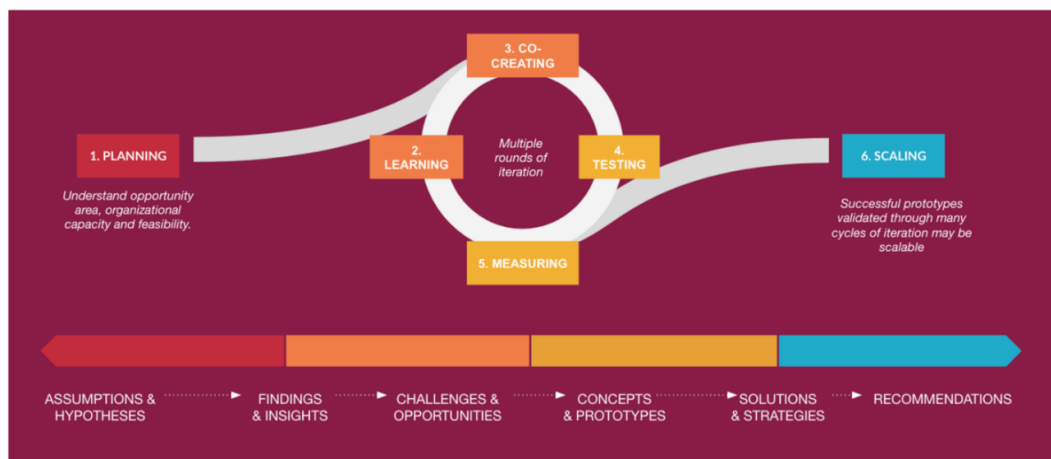 3. CO-
CREATING
1. PLANNING
2.
LEARNING
Multiple
rounds of
iteration
4.
TESTING
6. SCALING
Understand opportunity
area, organizational
capacity and feasibility.
Successful prototypes
validated through many
cycles of iteration may be
scalable
5. MEASURING
ASSUMPTIONS &
HYPOTHESES
FINDINGS
& INSIGHTS
CHALLENGES &
OPPORTUNITIES
CONCEPTS
& PROTOTYPES
SOLUTIONS
& STRATEGIES
RECOMMENDATIONS